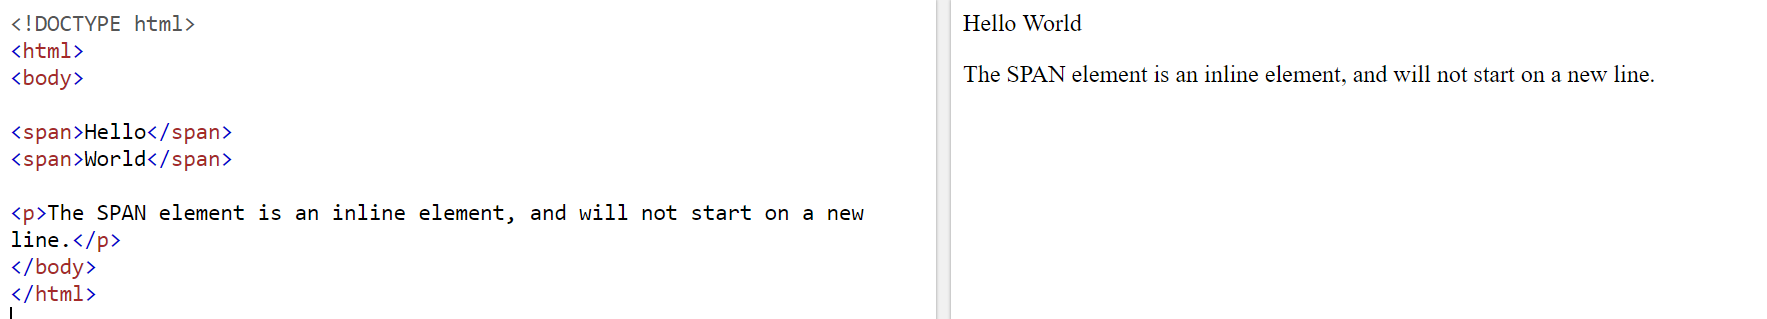 <!DOCTYPE html>
<html>
<body>
<span>Hello</span>
<span>World</span>
<p>The SPAN element is an inline element, and will not start on a new
line.</p>
</body>
</html>
Hello World
The SPAN element is an inline element, and will not start on a new line.